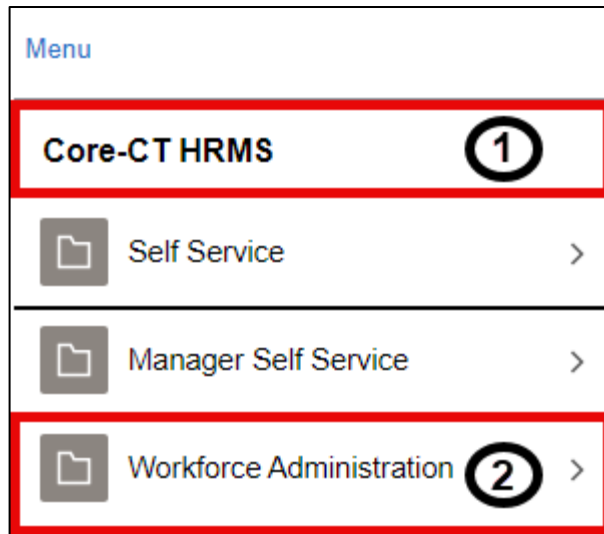 Menu
Core-CT HRMS 1
Self Service
Manager Self Service
Workforce Administration 2